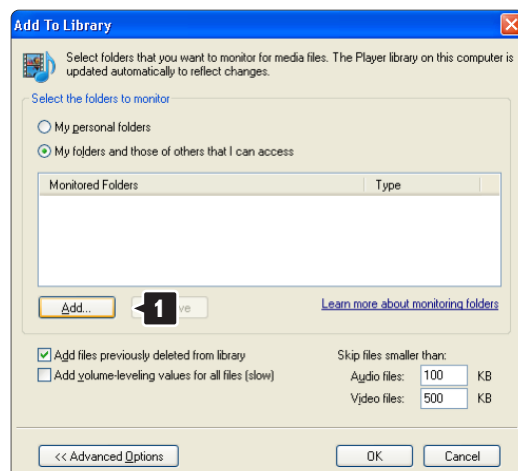 Add To Library
Select folders that you want to monitor for media files. The Player library on this computer is
updated automatically to reflect changes.
Select the folders to monitor
My personal folders
My folders and those of others that I can access
Monitored Folders Type
Add... 1 Learn more about monitoring folders
Add files previously deleted from library Skip files smaller than:
Add volume-leveling values for all files (slow) Audio files: 100 KB
Video files: 500 KB
<< Advanced Options OK Cancel